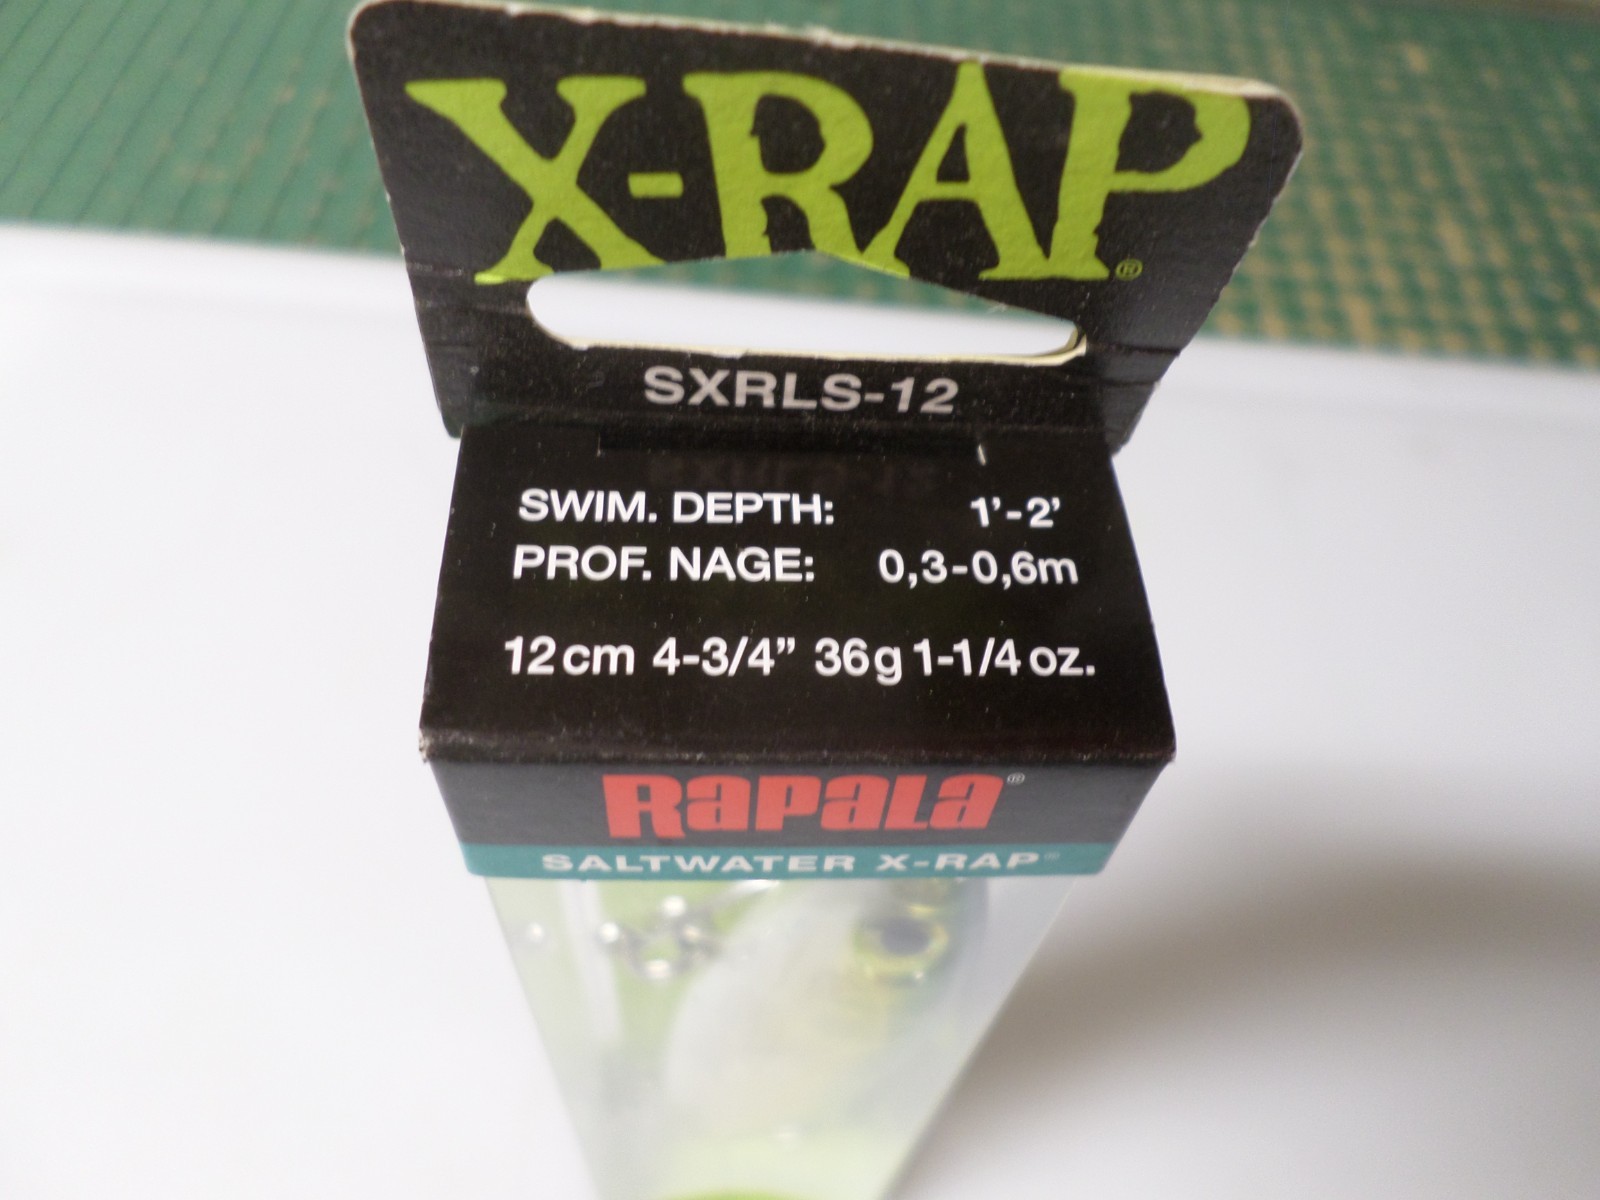 X-RAP®
SXRLS-12
SWIM. DEPTH: 1'-2'
PROF. NAGE: 0,3-0,6m
12cm 4-3/4” 36g 1-1/4 oz.
Rapala®
SALTWATER X-RAP®